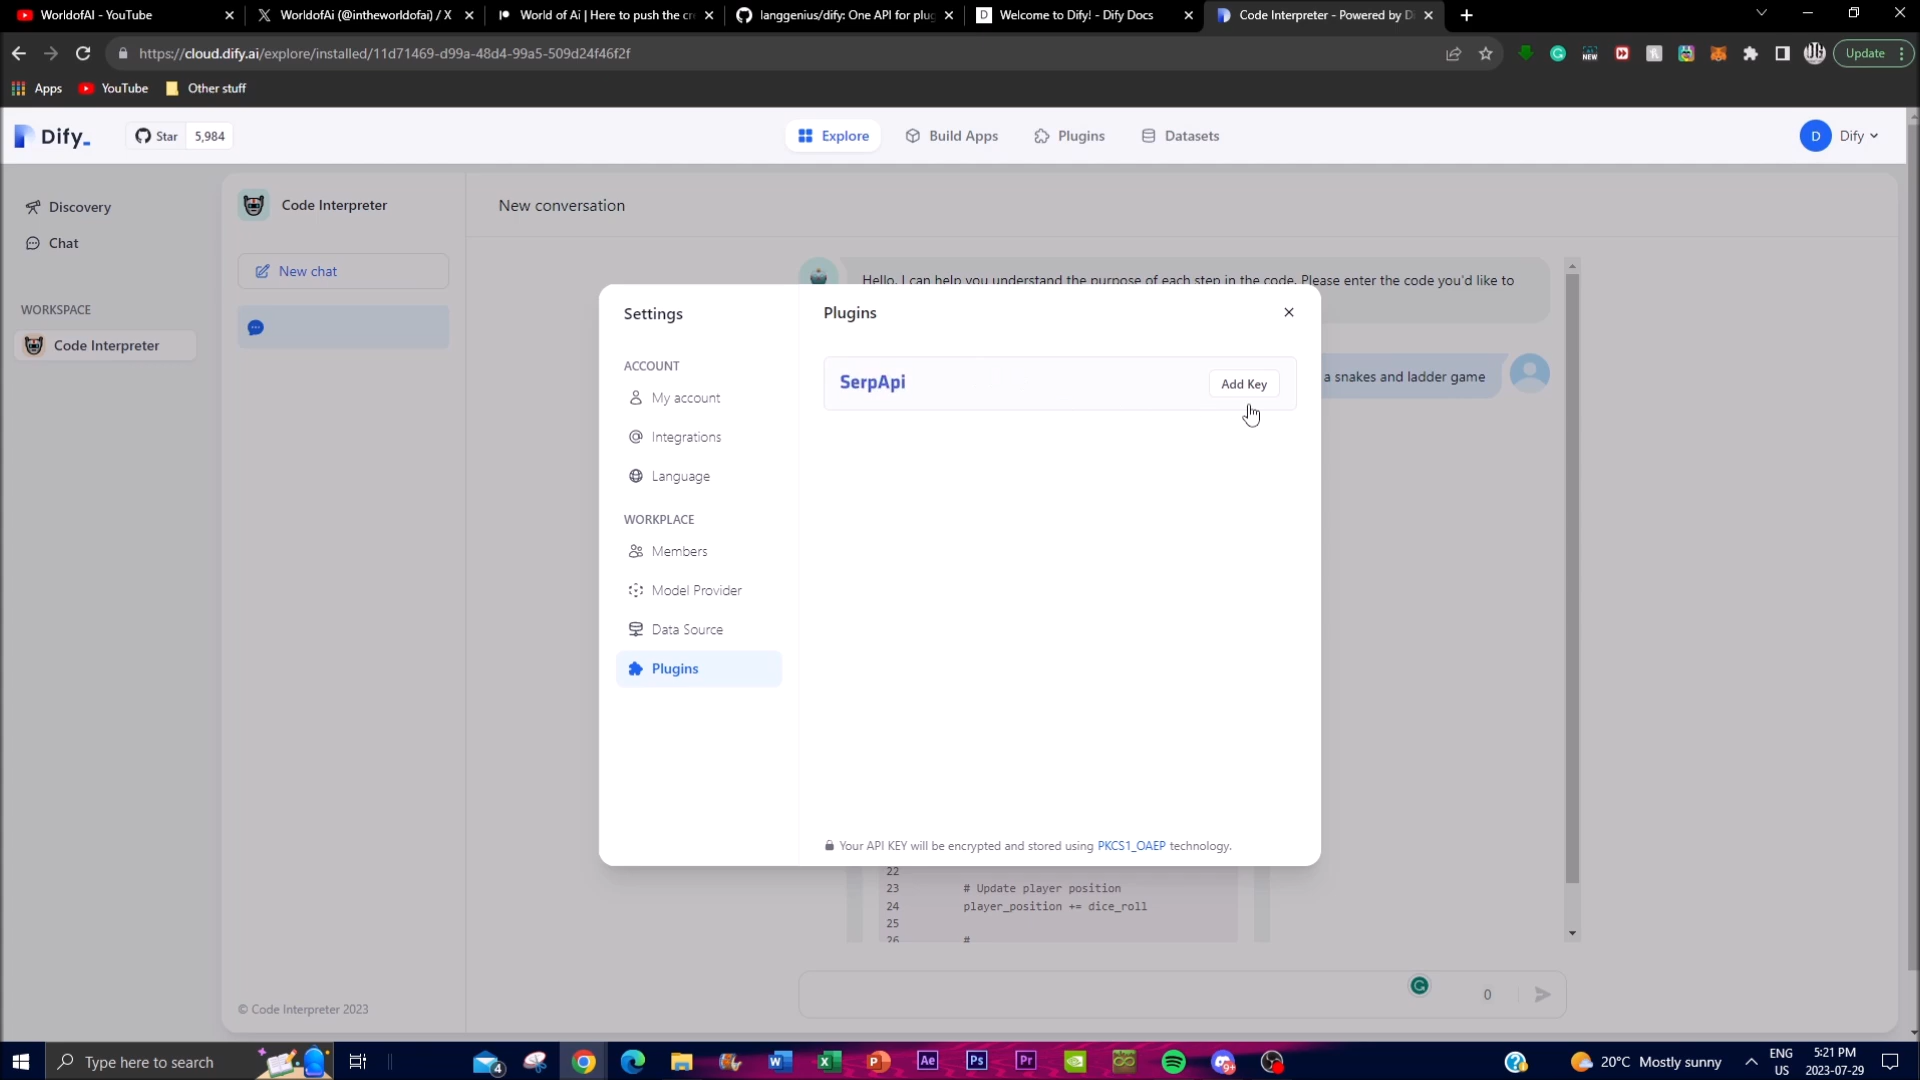 WorldofAI - YouTube
WorldofAi (@intheworldofai) / X
World of Ai | Here to push the cr
langgenius/dify: One API for plug
Welcome to Dify! - Dify Docs
Code Interpreter - Powered by D
https://cloud.dify.ai/explore/installed/11d71469-d99a-48d4-99a5-509d24f46f2f
NEW
Update
Apps
YouTube
Other stuff
Dify_
Star
5,984
Explore
Build Apps
Plugins
Datasets
D
Dify
Discovery
Chat
WORKSPACE
Code Interpreter
Code Interpreter
New chat
© Code Interpreter 2023
New conversation
Hello, I can help you understand the purpose of each step in the code. Please enter the code you'd like to
a snakes and ladder game
Settings
ACCOUNT
My account
Integrations
Language
WORKPLACE
Members
Model Provider
Data Source
Plugins
Plugins
SerpApi
Add Key
Your API KEY will be encrypted and stored using PKCS1_OAEP technology.
22
23 # Update player position
24 player_position += dice_roll
25
26 #
0
Type here to search
4
Ae
Ps
Pr
9+
20°C Mostly sunny
ENG
US
5:21 PM
2023-07-29